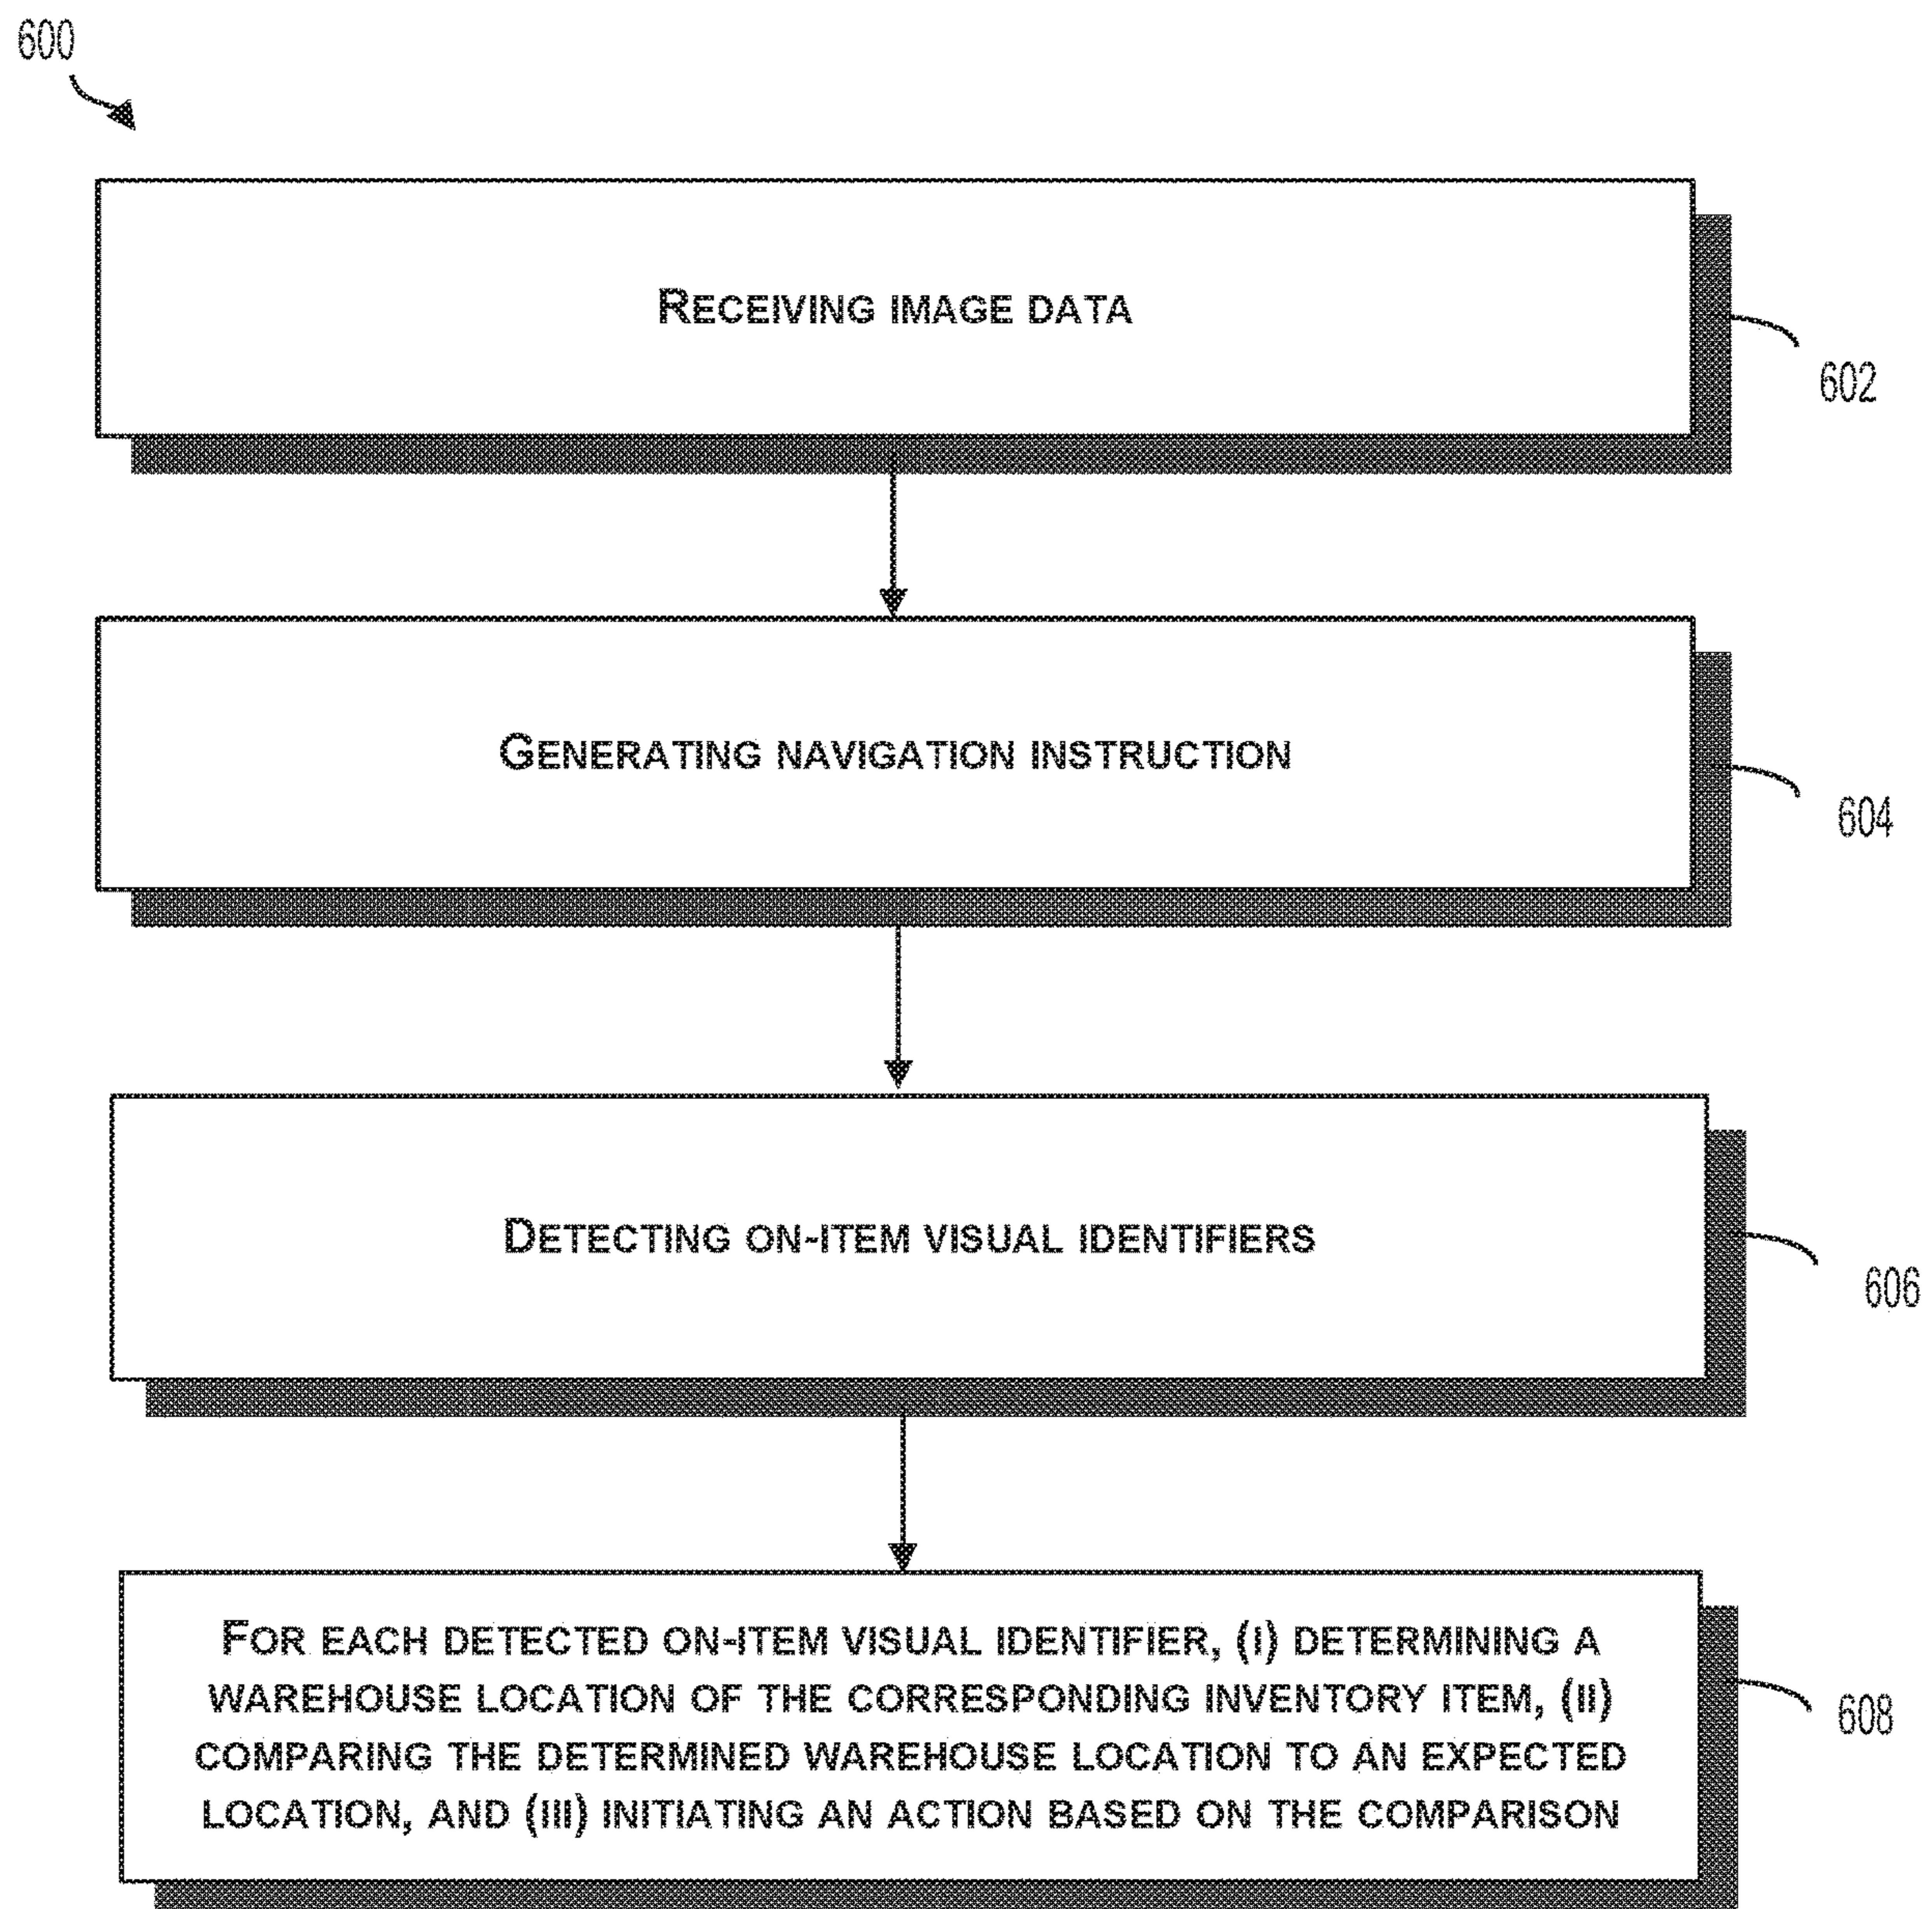 600
RECEIVING IMAGE DATA
602
GENERATING NAVIGATION INSTRUCTION
604
DETECTING ON-ITEM VISUAL IDENTIFIERS
606
FOR EACH DETECTED ON-ITEM VISUAL IDENTIFIER, (I) DETERMINING A
WAREHOUSE LOCATION OF THE CORRESPONDING INVENTORY ITEM, (II)
COMPARING THE DETERMINED WAREHOUSE LOCATION TO AN EXPECTED
LOCATION, AND (III) INITIATING AN ACTION BASED ON THE COMPARISON
608